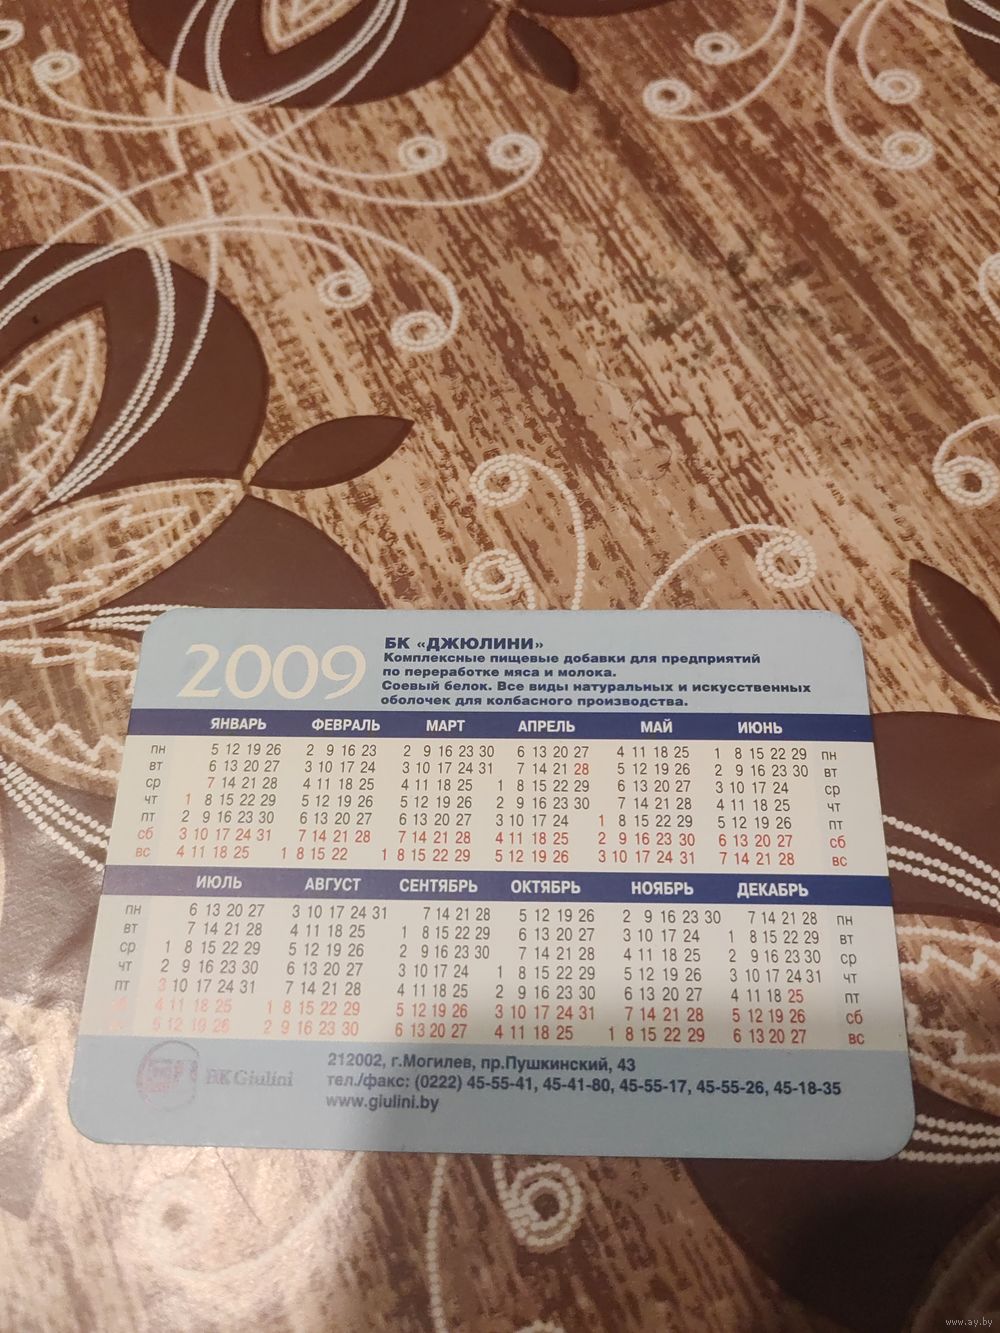 2009
БК «ДЖЮЛИНИ»
Комплексные пищевые добавки для предприятий
по переработке мяса и молока.
Соевый белок. Все виды натуральных и искусственных
оболочек для колбасного производства.
ЯНВАРЬ ФЕВРАЛЬ МАРТ АПРЕЛЬ МАЙ ИЮНЬ
пн 5 12 19 26 2 9 16 23 2 9 16 23 30 6 13 20 27 4 11 18 25 1 8 15 22 29 пн
вт 6 13 20 27 3 10 17 24 3 10 17 24 31 7 14 21 28 5 12 19 26 2 9 16 23 30 вт
ср 7 14 21 28 4 11 18 25 4 11 18 25 1 8 15 22 29 6 13 20 27 3 10 17 24 ср
чт 1 8 15 22 29 5 12 19 26 5 12 19 26 2 9 16 23 30 7 14 21 28 4 11 18 25 чт
пт 2 9 16 23 30 6 13 20 27 6 13 20 27 3 10 17 24 1 8 15 22 29 5 12 19 26 пт
сб 3 10 17 24 31 7 14 21 28 7 14 21 28 4 11 18 25 2 9 16 23 30 6 13 20 27 сб
вс 4 11 18 25 1 8 15 22 1 8 15 22 29 5 12 19 26 3 10 17 24 31 7 14 21 28 вс
ИЮЛЬ АВГУСТ СЕНТЯБРЬ ОКТЯБРЬ НОЯБРЬ ДЕКАБРЬ
пн 6 13 20 27 3 10 17 24 31 7 14 21 28 5 12 19 26 2 9 16 23 30 7 14 21 28 пн
вт 7 14 21 28 4 11 18 25 1 8 15 22 29 6 13 20 27 3 10 17 24 1 8 15 22 29 вт
ср 1 8 15 22 29 5 12 19 26 2 9 16 23 30 7 14 21 28 4 11 18 25 2 9 16 23 30 ср
чт 2 9 16 23 30 6 13 20 27 3 10 17 24 1 8 15 22 29 5 12 19 26 3 10 17 24 31 чт
пт 3 10 17 24 31 7 14 21 28 4 11 18 25 2 9 16 23 30 6 13 20 27 4 11 18 25 пт
4 11 18 25 1 8 15 22 29 5 12 19 26 3 10 17 24 31 7 14 21 28 5 12 19 26 сб
5 12 19 26 2 9 16 23 30 6 13 20 27 4 11 18 25 1 8 15 22 29 6 13 20 27 вс
BK Giulini
212002, г.Могилев, пр.Пушкинский, 43
тел./факс: (0222) 45-55-41, 45-41-80, 45-55-17, 45-55-26, 45-18-35
www.giulini.by
www.ay.by